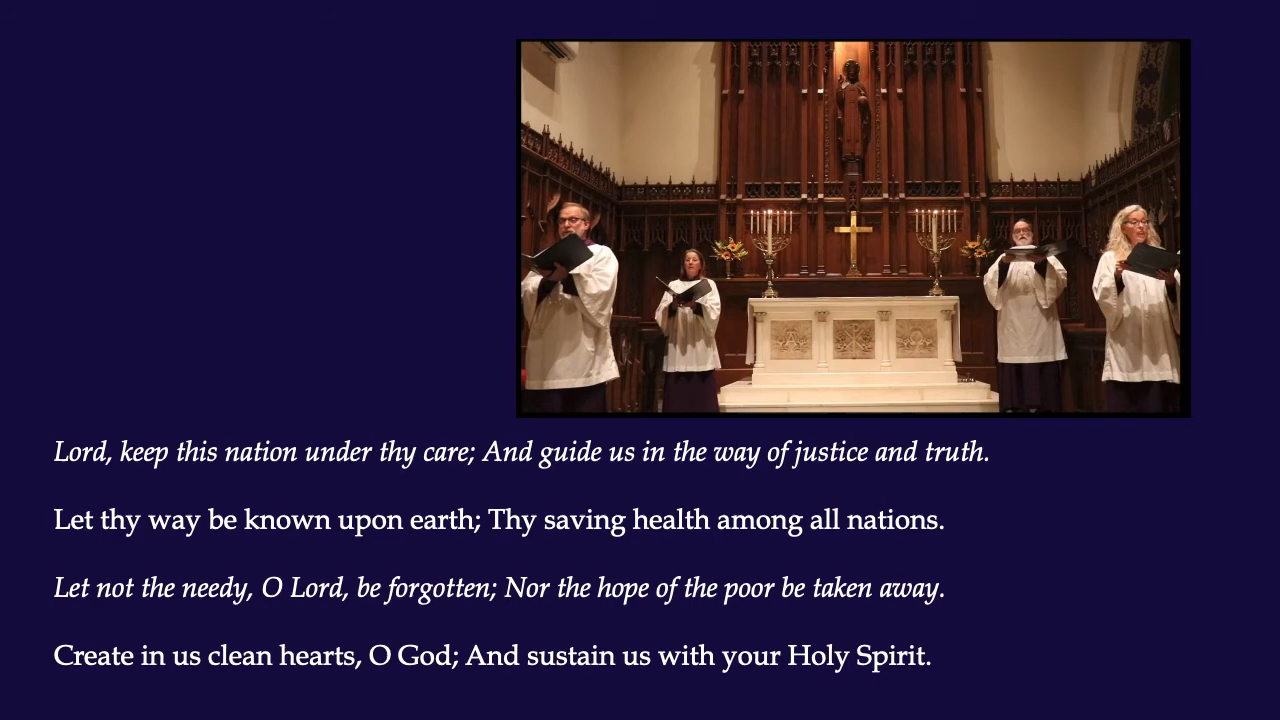 Lord, keep this nation under thy care; And guide us in the way of justice and truth.
Let thy way be known upon earth; Thy saving health among all nations.
Let not the needy, O Lord, be forgotten; Nor the hope of the poor be taken away.
Create in us clean hearts, O God; And sustain us with your Holy Spirit.